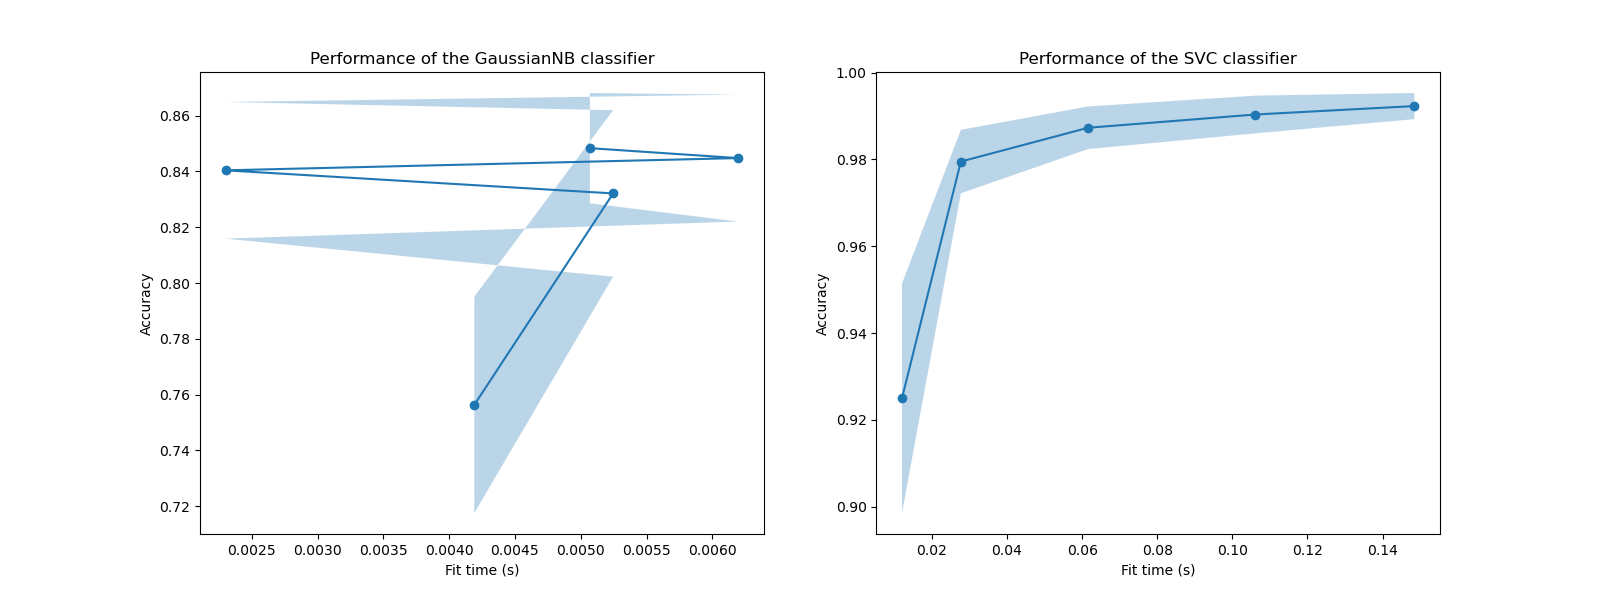 Performance of the GaussianNB classifier
0.86
0.84
0.82
0.80
0.78
0.76
0.74
0.72
Accuracy
0.0025 0.0030 0.0035 0.0040 0.0045 0.0050 0.0055 0.0060
Fit time (s)
Performance of the SVC classifier
1.00
0.98
0.96
0.94
0.92
0.90
Accuracy
0.02 0.04 0.06 0.08 0.10 0.12 0.14
Fit time (s)